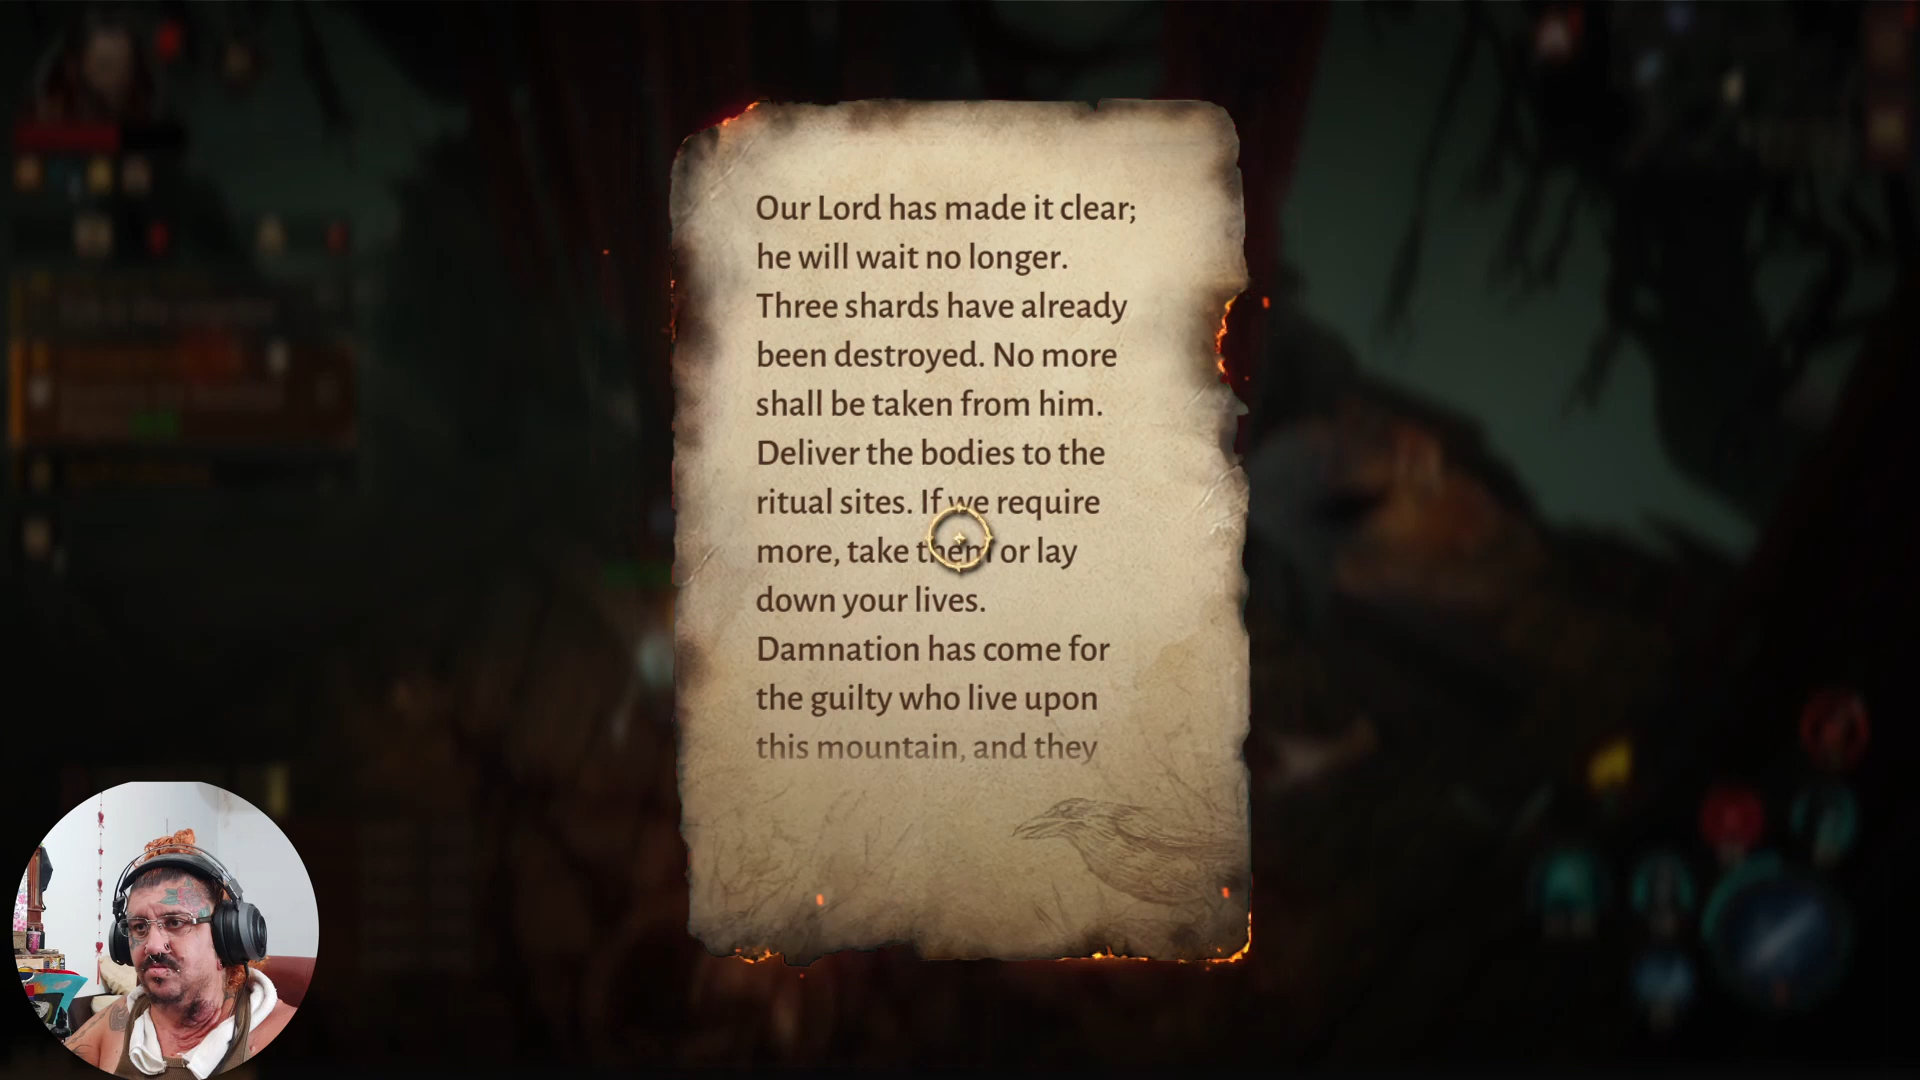 Our Lord has made it clear;
he will wait no longer.
Three shards have already
been destroyed. No more
shall be taken from him.
Deliver the bodies to the
ritual sites. If we require
more, take them or lay
down your lives.
Damnation has come for
the guilty who live upon
this mountain, and they